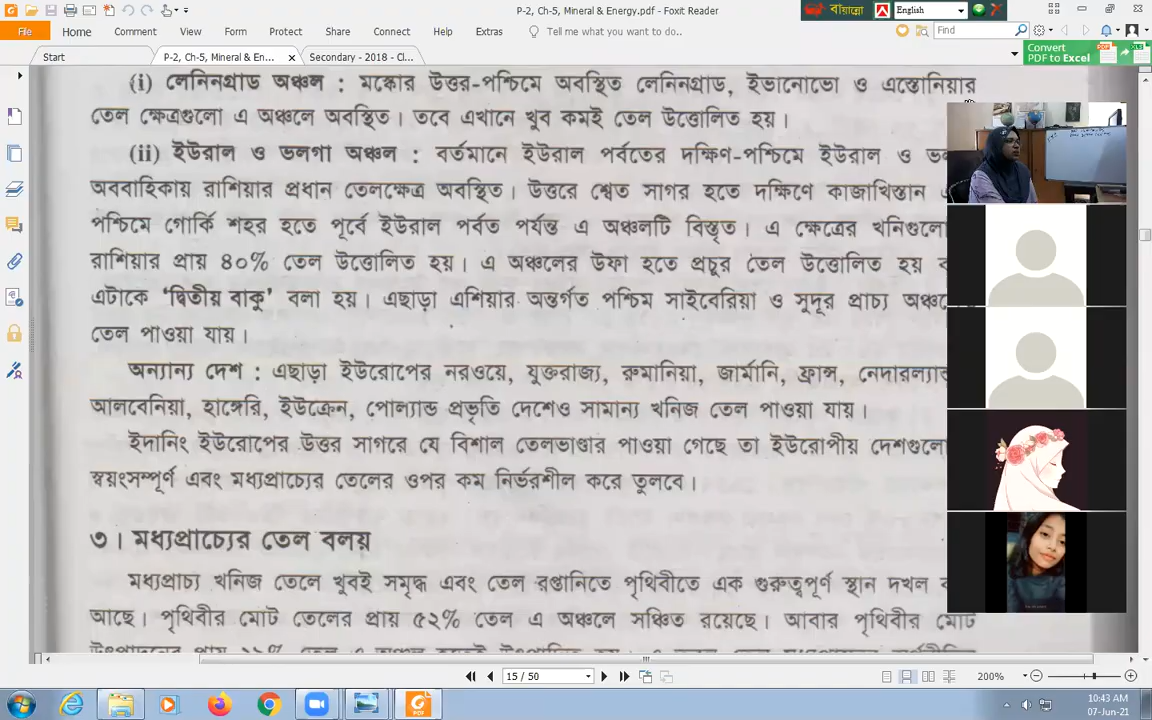 P-2, Ch-5, Mineral & Energy.pdf - Foxit Reader
বাংলা
English
File Home Comment View Form Protect Share Connect Help Extras Tell me what you want to do.. Find
Start P-2, Ch-5, Mineral & En... Secondary - 2018 - Cl...
Convert
PDF to Excel
(i) লেনিনগ্রাড অঞ্চল : মস্কোর উত্তর-পশ্চিমে অবস্থিত লেনিনগ্রাড, ইভানোভো ও এস্তোনিয়ার
তেল ক্ষেত্রগুলো এ অঞ্চলে অবস্থিত। তবে এখানে খুব কমই তেল উত্তোলিত হয়।
(ii) ইউরাল ও ভলগা অঞ্চল : বর্তমানে ইউরাল পর্বতের দক্ষিণ-পশ্চিমে ইউরাল ও
অববাহিকায় রাশিয়ার প্রধান তেলক্ষেত্র অবস্থিত। উত্তরে শ্বেত সাগর হতে দক্ষিণে কাজাখিস্তান
পশ্চিমে গোর্কি শহর হতে পূর্বে ইউরাল পর্বত পর্যন্ত এ অঞ্চলটি বিস্তৃত। এ ক্ষেত্রের খনিগুলো
রাশিয়ার প্রায় ৪০% তেল উত্তোলিত হয়। এ অঞ্চলের উফা হতে প্রচুর তেল উত্তোলিত হয়
এটাকে ‘দ্বিতীয় বাকু’ বলা হয়। এছাড়া এশিয়ার অন্তর্গত পশ্চিম সাইবেরিয়া ও সুদূর প্রাচ্য
তেল পাওয়া যায়।
অন্যান্য দেশ : এছাড়া ইউরোপের নরওয়ে, যুক্তরাজ্য, রুমানিয়া, জার্মানি, ফ্রান্স,
আলবেনিয়া, হাঙ্গেরি, ইউক্রেন, পোল্যান্ড প্রভৃতি দেশেও সামান্য খনিজ তেল পাওয়া যায়।
ইদানিং ইউরোপের উত্তর সাগরে যে বিশাল তেলভাণ্ডার পাওয়া গেছে তা ইউরোপীয় দেশগুলো
স্বয়ংসম্পূর্ণ এবং মধ্যপ্রাচ্যের তেলের ওপর কম নির্ভরশীল করে তুলবে।
৩। মধ্যপ্রাচ্যের তেল বলয়
মধ্যপ্রাচ্য খনিজ তেলে খুবই সমৃদ্ধ এবং তেল রপ্তানিতে পৃথিবীতে এক গুরুত্বপূর্ণ স্থান দখল
আছে। পৃথিবীর মোট তেলের প্রায় ৫২% তেল এ অঞ্চলে সঞ্চিত রয়েছে। আবার পৃথিবীর মোট
15 / 50 200%
10:43 AM
07-Jun-21